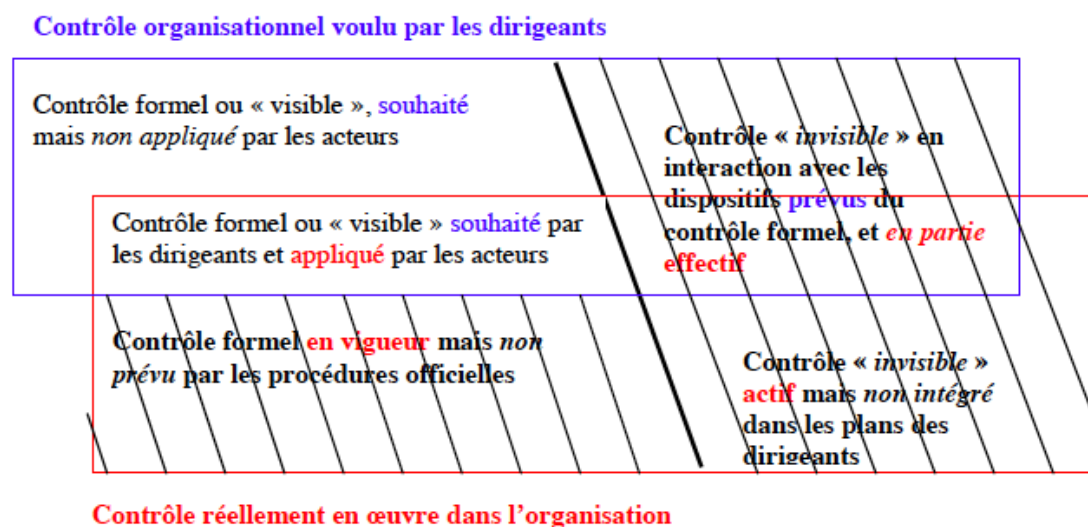 Contrôle organisationnel voulu par les dirigeants
Contrôle formel ou « visible », souhaité
mais non appliqué par les acteurs
Contrôle « invisible » en
interaction avec les
dispositifs prévus du
contrôle formel, et en partie
effectif
Contrôle formel ou « visible » souhaité par
les dirigeants et appliqué par les acteurs
Contrôle formel en vigueur mais non
prévu par les procédures officielles
Contrôle « invisible »
actif mais non intégré
dans les plans des
dirigeants
Contrôle réellement en œuvre dans l’organisation